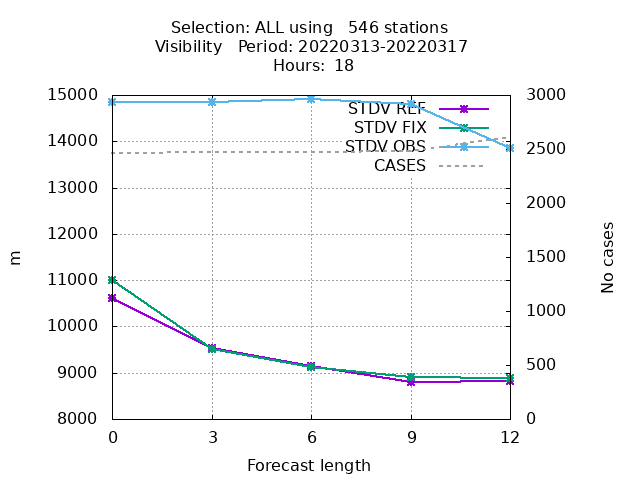 Selection: ALL using   546 stations
Visibility   Period: 20220313-20220317
Hours:  18
15000
14000
13000
12000
11000
10000
9000
8000
m
3000
2500
2000
1500
1000
500
0
No cases
STDV REF
STDV FIX
STDV OBS
CASES
0 3 6 9 12
Forecast length